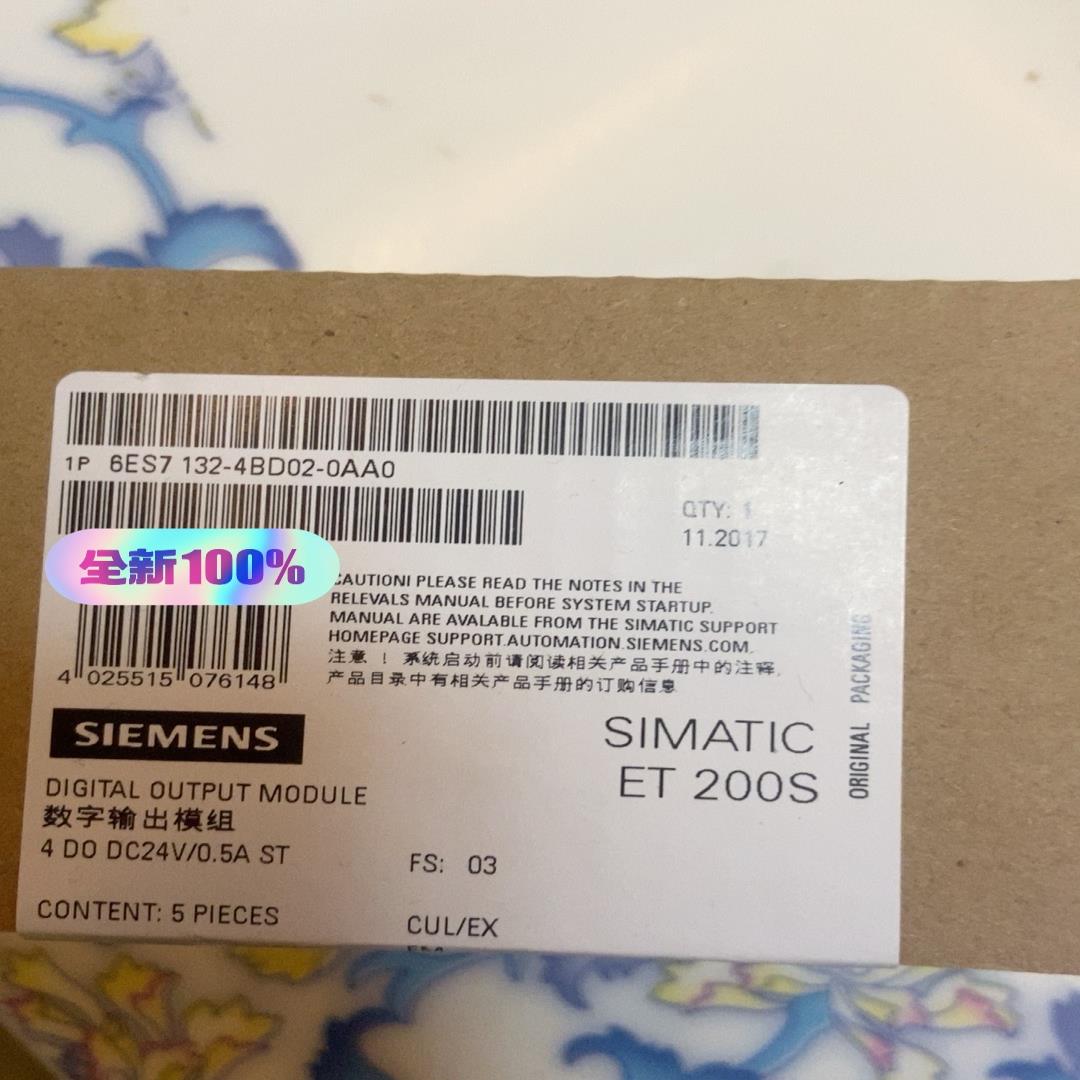 1P 6ES7 132-4BD02-0AA0
QTY: 1
11.2017
全新100%
CAUTION! PLEASE READ THE NOTES IN THE
RELEVALS MANUAL BEFORE SYSTEM STARTUP.
MANUAL ARE AVALABLE FROM THE SIMATIC SUPPORT
HOMEPAGE SUPPORT.AUTOMATION.SIEMENS.COM.
注意！系统启动前请阅读相关产品手册中的注释,
产品目录中有相关产品手册的订购信息
4 025515 076148
SIEMENS
SIMATIC
ET 200S
ORIGINAL PACKAGING
DIGITAL OUTPUT MODULE
数字输出模组
4 DO DC24V/0.5A ST
FS: 03
CONTENT: 5 PIECES
CUL/EX